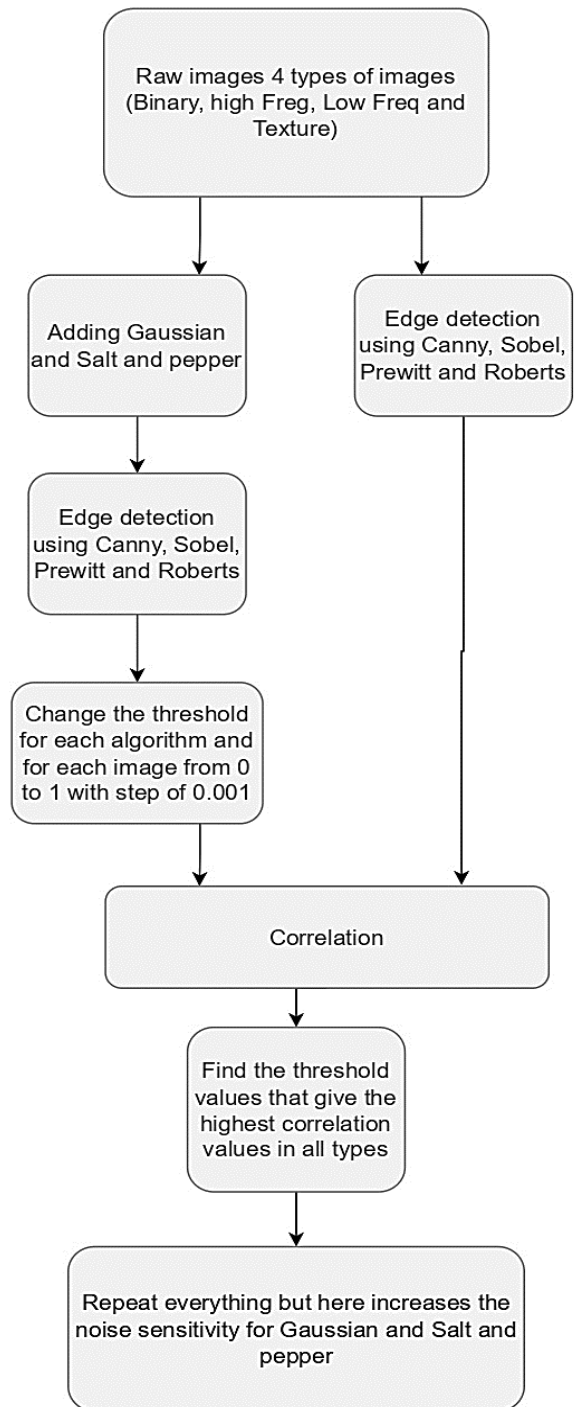 Raw images 4 types of images
(Binary, high Freg, Low Freq and
Texture)
Adding Gaussian
and Salt and pepper
Edge detection
using Canny, Sobel,
Prewitt and Roberts
Edge detection
using Canny, Sobel,
Prewitt and Roberts
Change the threshold
for each algorithm and
for each image from 0
to 1 with step of 0.001
Correlation
Find the threshold
values that give the
highest correlation
values in all types
Repeat everything but here increases the
noise sensitivity for Gaussian and Salt and
pepper